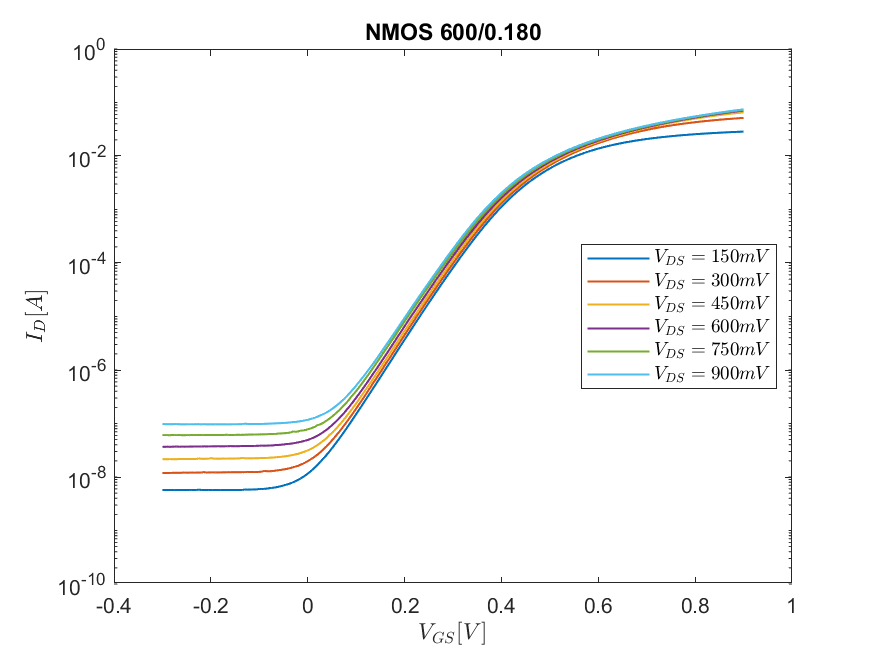 NMOS 600/0.180
10^0
10^-2
10^-4
10^-6
10^-8
10^-10
I_D[A]
-0.4 -0.2 0 0.2 0.4 0.6 0.8 1
V_GS[V]
V_DS = 150mV
V_DS = 300mV
V_DS = 450mV
V_DS = 600mV
V_DS = 750mV
V_DS = 900mV